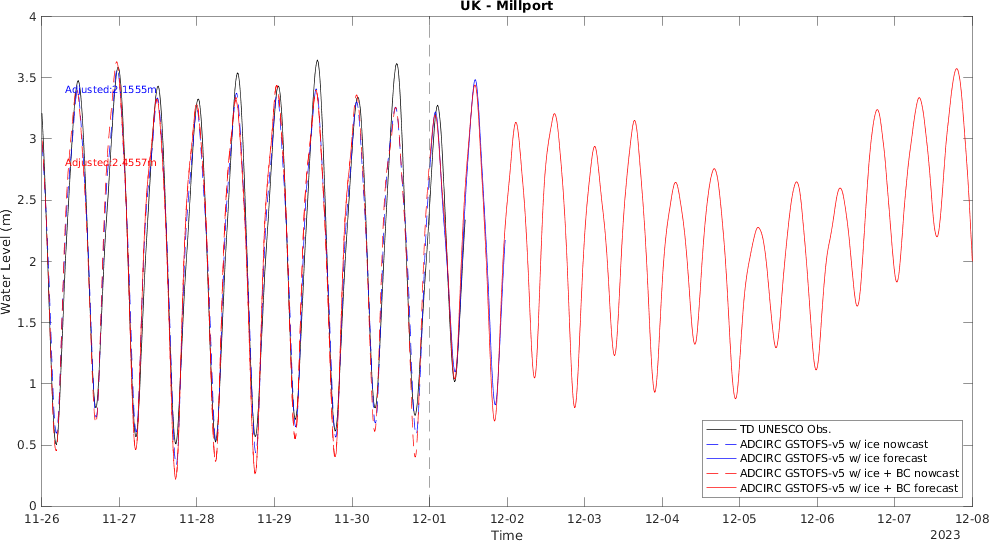 UK - Millport
4
3.5
3
2.5
2
1.5
1
0.5
0
Water Level (m)
Adjusted:2.1555m
Adjusted:2.4557m
TD UNESCO Obs.
ADCIRC GSTOFS-v5 w/ ice nowcast
ADCIRC GSTOFS-v5 w/ ice forecast
ADCIRC GSTOFS-v5 w/ ice + BC nowcast
ADCIRC GSTOFS-v5 w/ ice + BC forecast
11-26 11-27 11-28 11-29 11-30 12-01 12-02 12-03 12-04 12-05 12-06 12-07 12-08
Time
2023